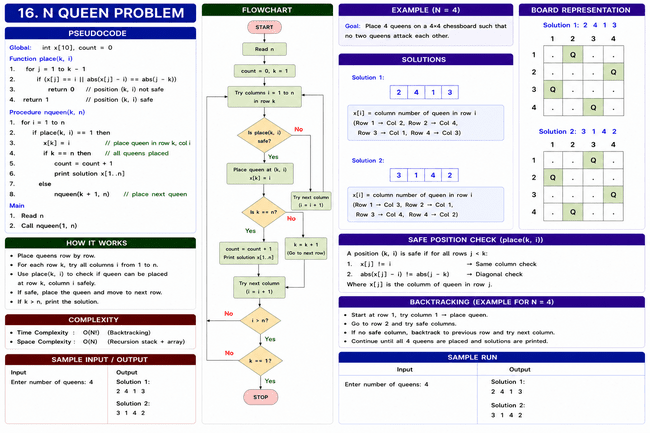 16. N QUEEN PROBLEM
PSEUDOCODE
Global: int x[10], count = 0
Function place(k, i)
1. for j = 1 to k - 1
2. if (x[j] == i || abs(x[j] - i) == abs(j - k))
3. return 0 // position (k, i) not safe
4. return 1 // position (k, i) safe
Procedure nqueen(k, n)
1. for i = 1 to n
2. if place(k, i) == 1 then
3. x[k] = i // place queen in row k, col i
4. if k == n then // all queens placed
5. count = count + 1
6. print solution x[1..n]
7. else
8. nqueen(k + 1, n) // place next queen
Main
1. Read n
2. Call nqueen(1, n)
HOW IT WORKS
• Place queens row by row.
• For each row k, try all columns i from 1 to n.
• Use place(k, i) to check if queen can be placed
at row k, column i safely.
• If safe, place the queen and move to next row.
• If k > n, print the solution.
COMPLEXITY
• Time Complexity : O(N!) (Backtracking)
• Space Complexity : O(N) (Recursion stack + array)
SAMPLE INPUT / OUTPUT
Input
Enter number of queens: 4
Output
Solution 1:
2 4 1 3
Solution 2:
3 1 4 2
FLOWCHART
START
Read n
count = 0, k = 1
Try columns i = 1 to n
in row k
Is place(k, i)
safe?
No
Yes
Place queen at (k, i)
x[k] = i
Try next column
(i = i + 1)
Is k == n?
No
Yes
k = k + 1
(Go to next row)
count = count + 1
Print solution x[1..n]
Try next column
(i = i + 1)
i > n?
No
Yes
k == 1?
No
Yes
STOP
EXAMPLE (N = 4)
Goal: Place 4 queens on a 4×4 chessboard such that
no two queens attack each other.
SOLUTIONS
Solution 1:
2 4 1 3
x[i] = column number of queen in row i
(Row 1 → Col 2, Row 2 → Col 4,
Row 3 → Col 1, Row 4 → Col 3)
Solution 2:
3 1 4 2
x[i] = column number of queen in row i
(Row 1 → Col 3, Row 2 → Col 1,
Row 3 → Col 4, Row 4 → Col 2)
BOARD REPRESENTATION
Solution 1: 2 4 1 3
1 2 3 4
1 . Q . .
2 . . . Q
3 Q . . .
4 . . Q .
Solution 2: 3 1 4 2
1 2 3 4
1 . . Q .
2 Q . . .
3 . . . Q
4 . Q . .
SAFE POSITION CHECK (place(k, i))
A position (k, i) is safe if for all rows j < k:
1. x[j] != i → Same column check
2. abs(x[j] - i) != abs(j - k) → Diagonal check
Where x[j] is the column of queen in row j.
BACKTRACKING (EXAMPLE FOR N = 4)
• Start at row 1, try column 1 → place queen.
• Go to row 2 and try safe columns.
• If no safe column, backtrack to previous row and try next column.
• Continue until all 4 queens are placed and solutions are printed.
SAMPLE RUN
Input
Enter number of queens: 4
Output
Solution 1:
2 4 1 3
Solution 2:
3 1 4 2